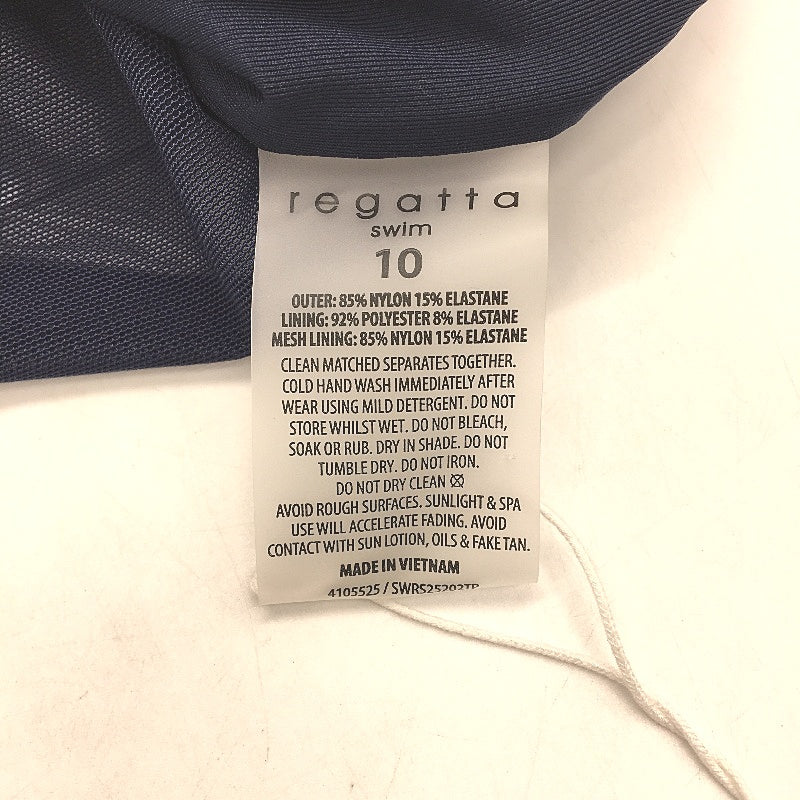 regatta
swim
10
OUTER: 85% NYLON 15% ELASTANE
LINING: 92% POLYESTER 8% ELASTANE
MESH LINING: 85% NYLON 15% ELASTANE
CLEAN MATCHED SEPARATES TOGETHER.
COLD HAND WASH IMMEDIATELY AFTER
WEAR USING MILD DETERGENT. DO NOT
STORE WHILST WET. DO NOT BLEACH,
SOAK OR RUB. DRY IN SHADE. DO NOT
TUMBLE DRY. DO NOT IRON.
DO NOT DRY CLEAN
AVOID ROUGH SURFACES. SUNLIGHT & SPA
USE WILL ACCELERATE FADING. AVOID
CONTACT WITH SUN LOTION, OILS & FAKE TAN.
MADE IN VIETNAM
4105525 / SWRS25202TP